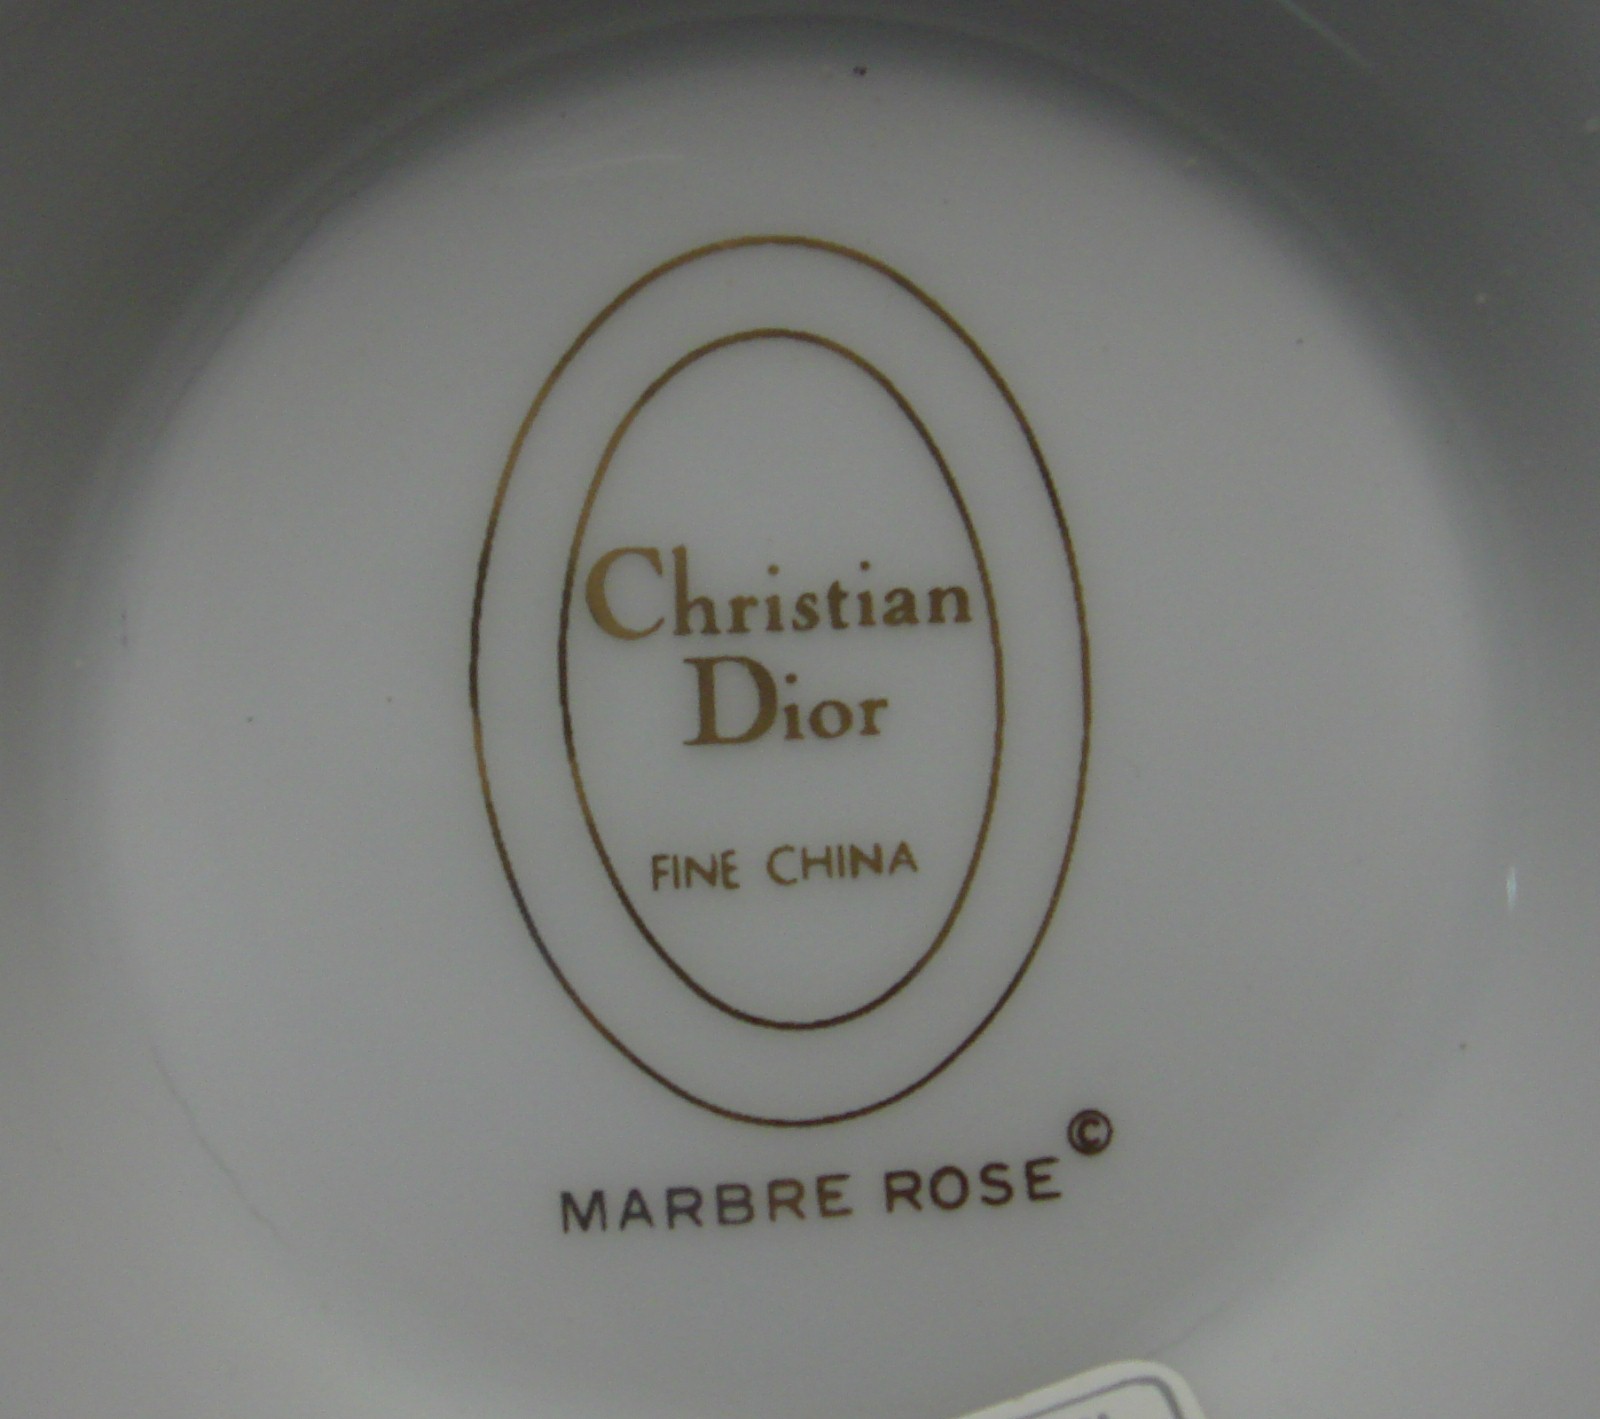 Christian
Dior
FINE CHINA
MARBRE ROSE©